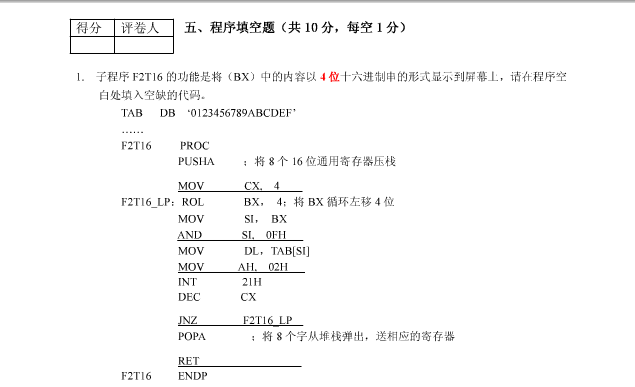 得分 评卷人 五、程序填空题（共 10 分，每空 1 分）
1. 子程序 F2T16 的功能是将（BX）中的内容以 4 位十六进制串的形式显示到屏幕上，请在程序空
白处填入空缺的代码。
TAB DB ‘0123456789ABCDEF’
……
F2T16 PROC
PUSHA ；将 8 个 16 位通用寄存器压栈
MOV CX, 4
F2T16_LP：ROL BX， 4；将 BX 循环左移 4 位
MOV SI， BX
AND SI, 0FH
MOV DL，TAB[SI]
MOV AH, 02H
INT 21H
DEC CX
JNZ F2T16_LP
POPA ；将 8 个字从堆栈弹出，送相应的寄存器
RET
F2T16 ENDP